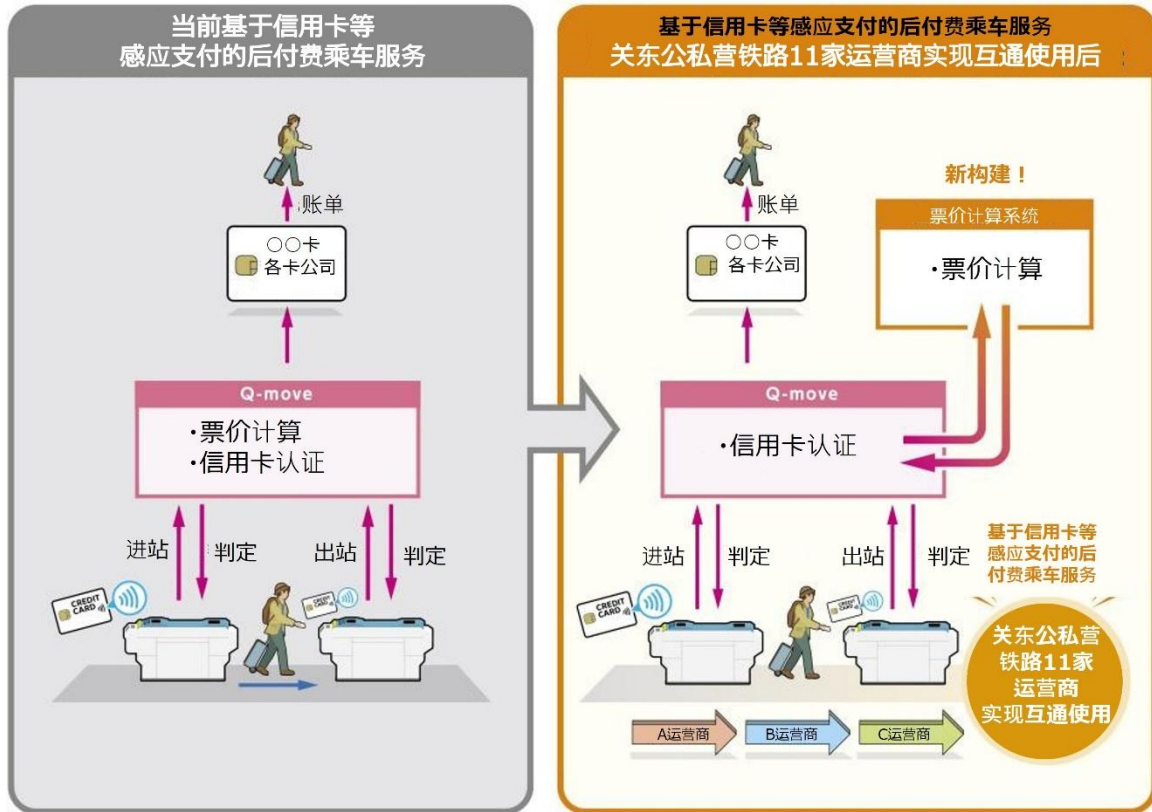 当前基于信用卡等
感应支付的后付费乘车服务
账单
○○卡
各卡公司
Q-move
·票价计算
·信用卡认证
进站
判定
出站
判定
CREDIT
CARD
CREDIT
CARD
基于信用卡等感应支付的后付费乘车服务
关东公私营铁路11家运营商实现互通使用后
新构建！
票价计算系统
·票价计算
账单
○○卡
各卡公司
Q-move
·信用卡认证
进站
判定
出站
判定
CREDIT
CARD
CREDIT
CARD
基于信用卡等
感应支付的后
付费乘车服务
关东公私营
铁路11家
运营商
实现互通使用
A运营商
B运营商
C运营商